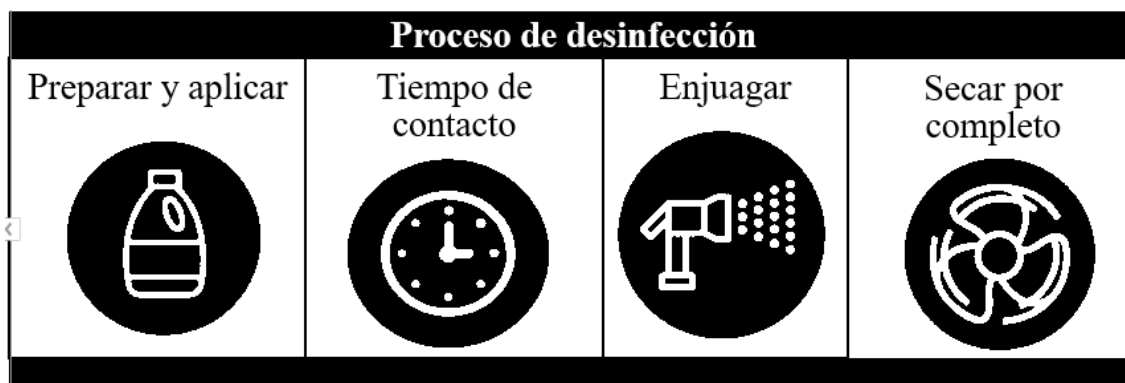 Proceso de desinfección
Preparar y aplicar
Tiempo de
contacto
Enjuagar
Secar por
completo